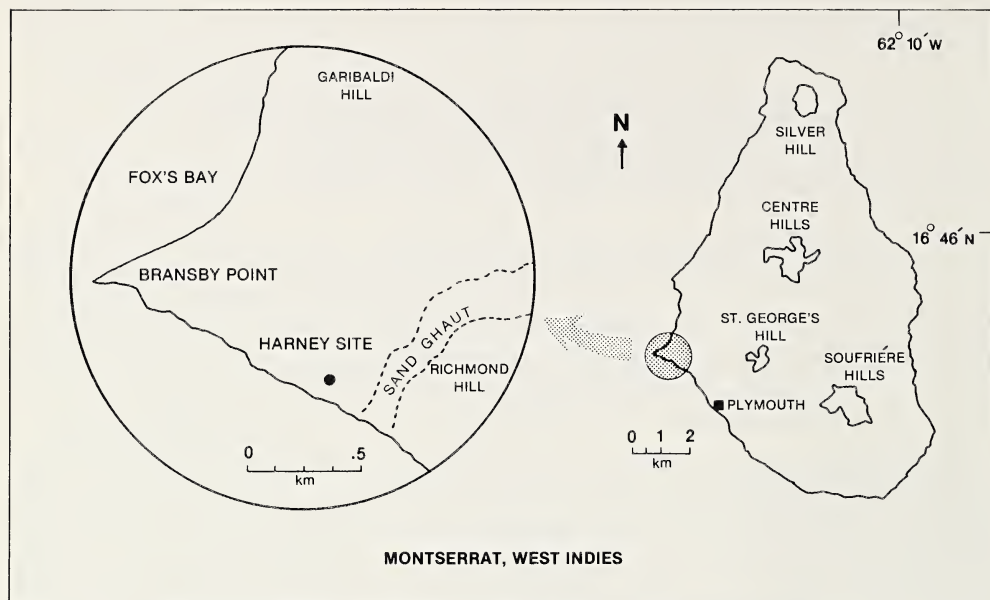 62° 10´ W
GARIBALDI
HILL
N
SILVER
HILL
FOX'S BAY
CENTRE
HILLS
16° 46´ N
BRANSBY POINT
ST. GEORGE'S
HILL
HARNEY SITE
SAND GHAUT
RICHMOND
HILL
SOUFRIÉRE
HILLS
PLYMOUTH
0 1 2
km
0 .5
km
MONTSERRAT, WEST INDIES